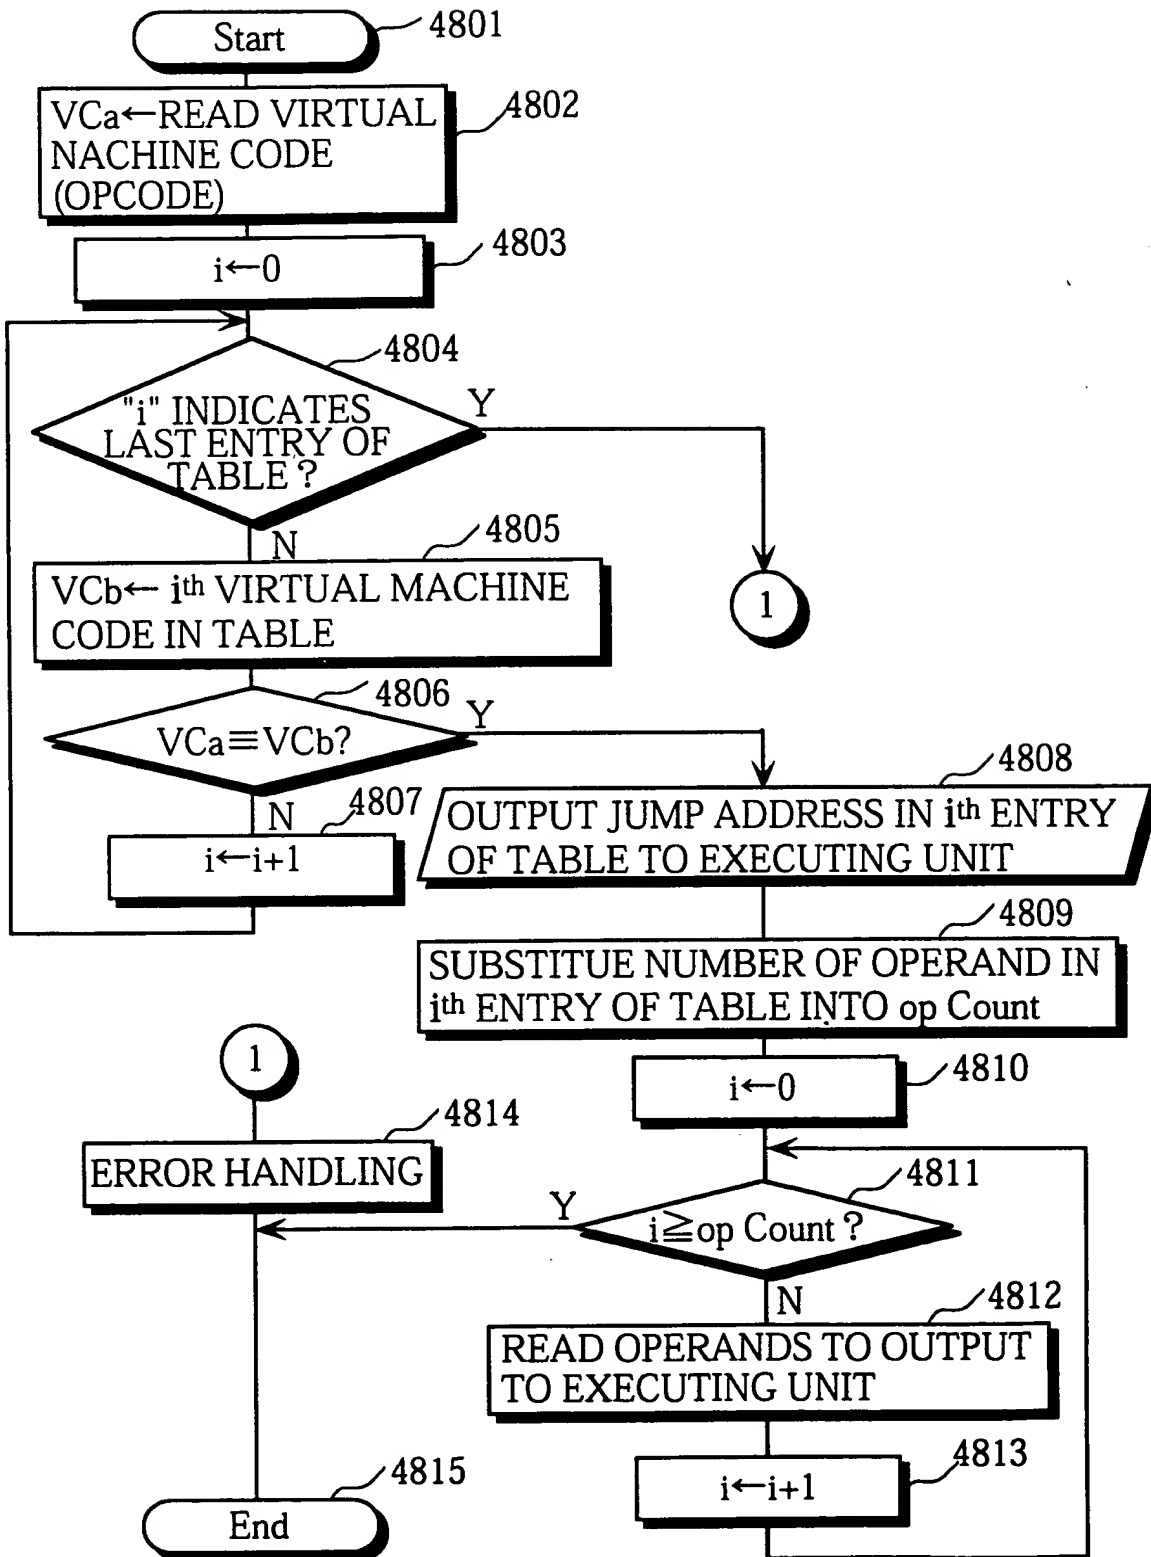 Start
4801
VCa←READ VIRTUAL
NACHINE CODE
(OPCODE)
4802
i←0
4803
4804
"i" INDICATES
LAST ENTRY OF
TABLE ?
Y
N
4805
VCb← ith VIRTUAL MACHINE
CODE IN TABLE
1
4806
VCa≡VCb?
Y
N
4807
i←i+1
4808
OUTPUT JUMP ADDRESS IN ith ENTRY
OF TABLE TO EXECUTING UNIT
4809
SUBSTITUE NUMBER OF OPERAND IN
ith ENTRY OF TABLE INTO op Count
4810
i←0
1
4814
ERROR HANDLING
4811
i≧op Count ?
Y
N
4812
READ OPERANDS TO OUTPUT
TO EXECUTING UNIT
4813
i←i+1
4815
End